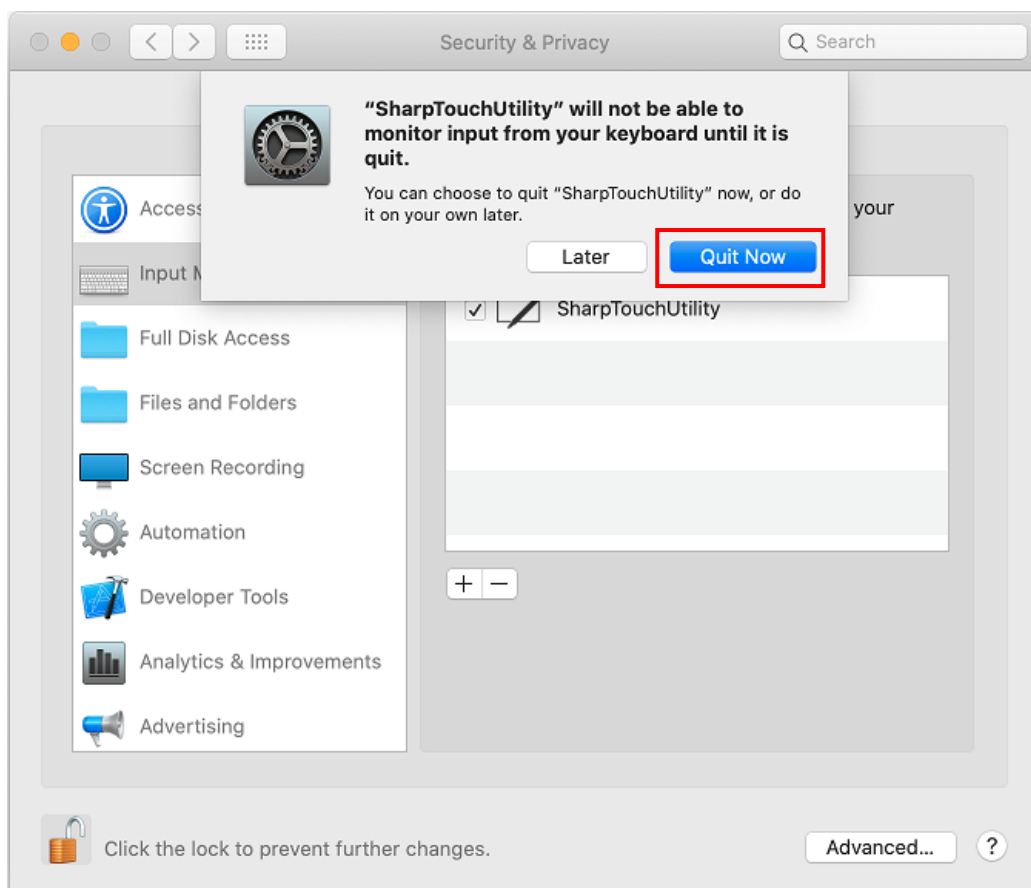 Security & Privacy
Search
“SharpTouchUtility” will not be able to
monitor input from your keyboard until it is
quit.
You can choose to quit “SharpTouchUtility” now, or do
it on your own later.
Later
Quit Now
Access
your
Input M
SharpTouchUtility
Full Disk Access
Files and Folders
Screen Recording
Automation
Developer Tools
Analytics & Improvements
Advertising
Click the lock to prevent further changes.
Advanced...
?